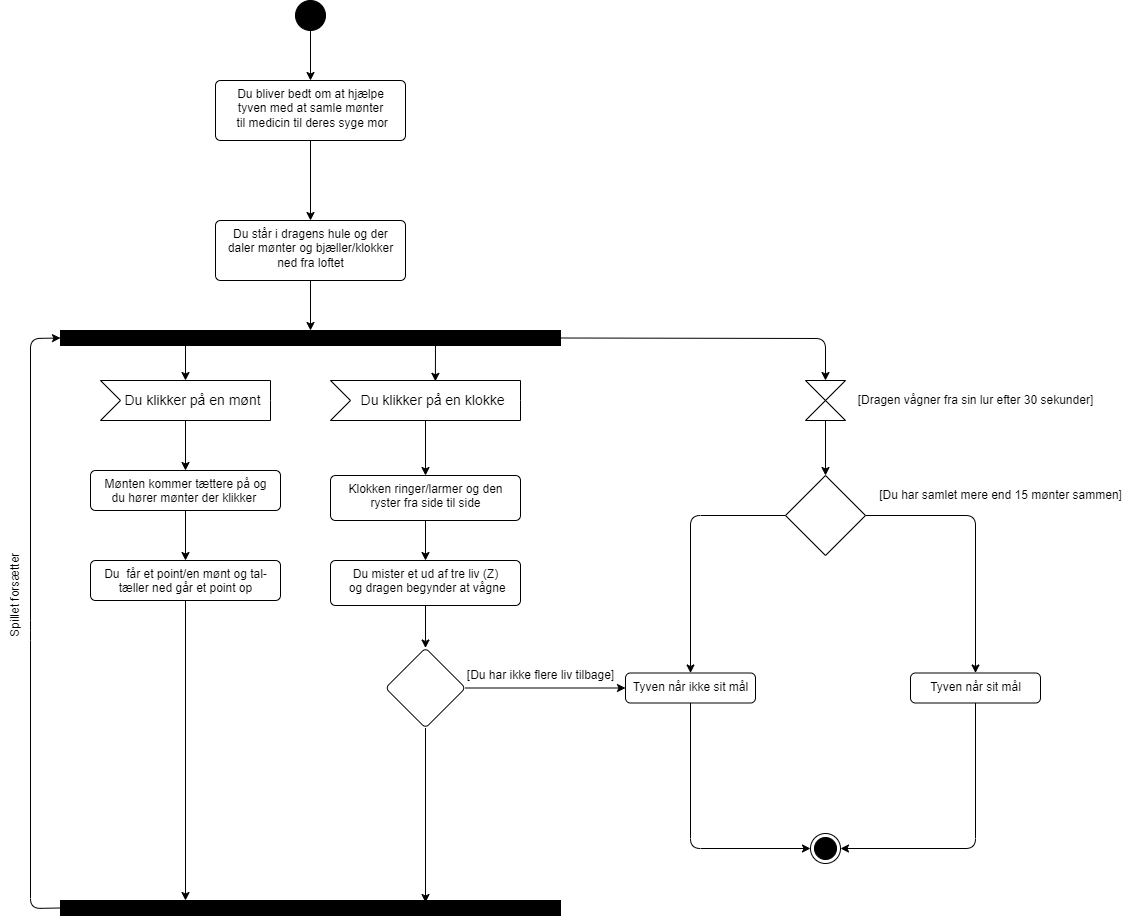 Du bliver bedt om at hjælpe
tyven med at samle mønter
til medicin til deres syge mor
Du står i dragens hule og der
daler mønter og bjæller/klokker
ned fra loftet
Du klikker på en mønt
Du klikker på en klokke
[Dragen vågner fra sin lur efter 30 sekunder]
Mønten kommer tættere på og
du hører mønter der klikker
Klokken ringer/larmer og den
ryster fra side til side
[Du har samlet mere end 15 mønter sammen]
Du får et point/en mønt og tal-
tæller ned går et point op
Du mister et ud af tre liv (Z)
og dragen begynder at vågne
Spillet forsætter
[Du har ikke flere liv tilbage]
Tyven når ikke sit mål
Tyven når sit mål